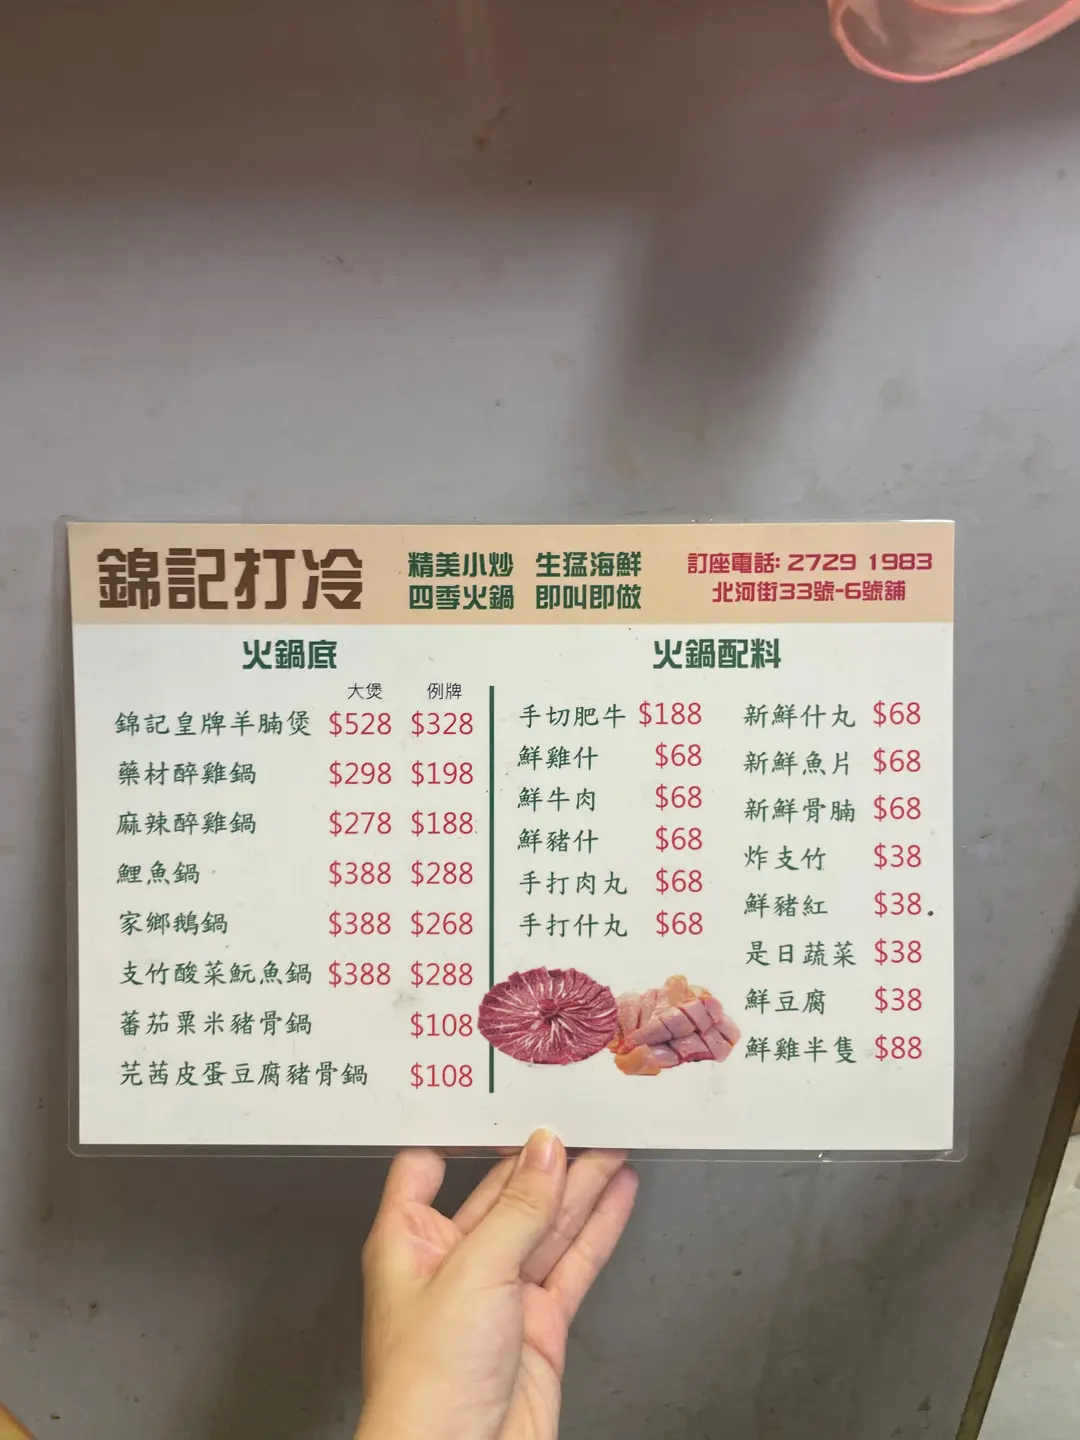 錦記打冷
精美小炒 生猛海鮮
四季火鍋 即叫即做
訂座電話: 2729 1983
北河街33號-6號舖
火鍋底
大煲 例牌
錦記皇牌羊腩煲 $528 $328
藥材醉雞鍋 $298 $198
麻辣醉雞鍋 $278 $188
鯉魚鍋 $388 $288
家鄉鵝鍋 $388 $268
支竹酸菜魭魚鍋 $388 $288
蕃茄粟米豬骨鍋 $108
芫茜皮蛋豆腐豬骨鍋 $108
火鍋配料
手切肥牛 $188
鮮雞什 $68
鮮牛肉 $68
鮮豬什 $68
手打肉丸 $68
手打什丸 $68
新鮮什丸 $68
新鮮魚片 $68
新鮮骨腩 $68
炸支竹 $38
鮮豬紅 $38
是日蔬菜 $38
鮮豆腐 $38
鮮雞半隻 $88